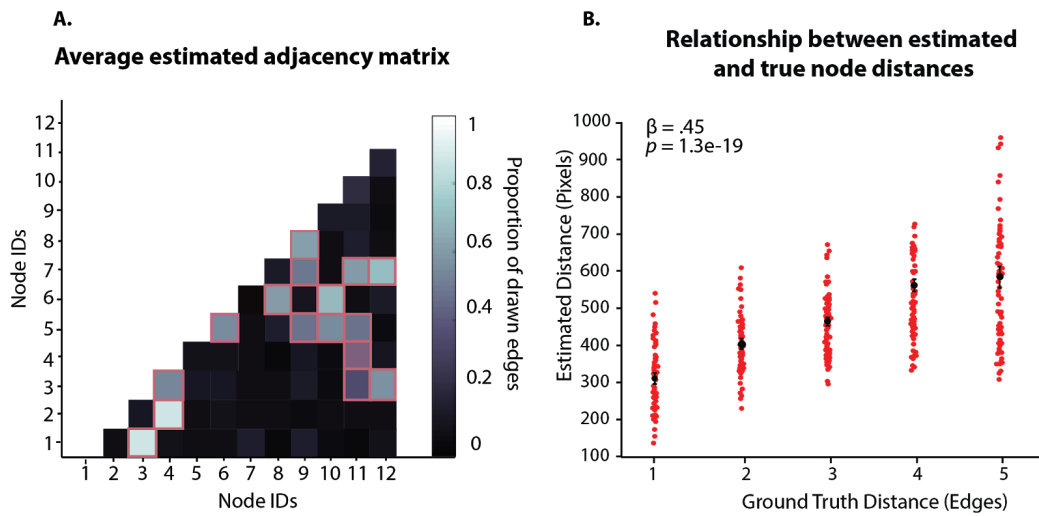 A.
Average estimated adjacency matrix
12
11
10
9
8
7
6
5
4
3
2
1
Node IDs
1 2 3 4 5 6 7 8 9 10 11 12
Node IDs
1
0.8
0.6
0.4
0.2
0
Proportion of drawn edges
B.
Relationship between estimated
and true node distances
β = .45
p = 1.3e-19
1000
900
800
700
600
500
400
300
200
100
Estimated Distance (Pixels)
1 2 3 4 5
Ground Truth Distance (Edges)